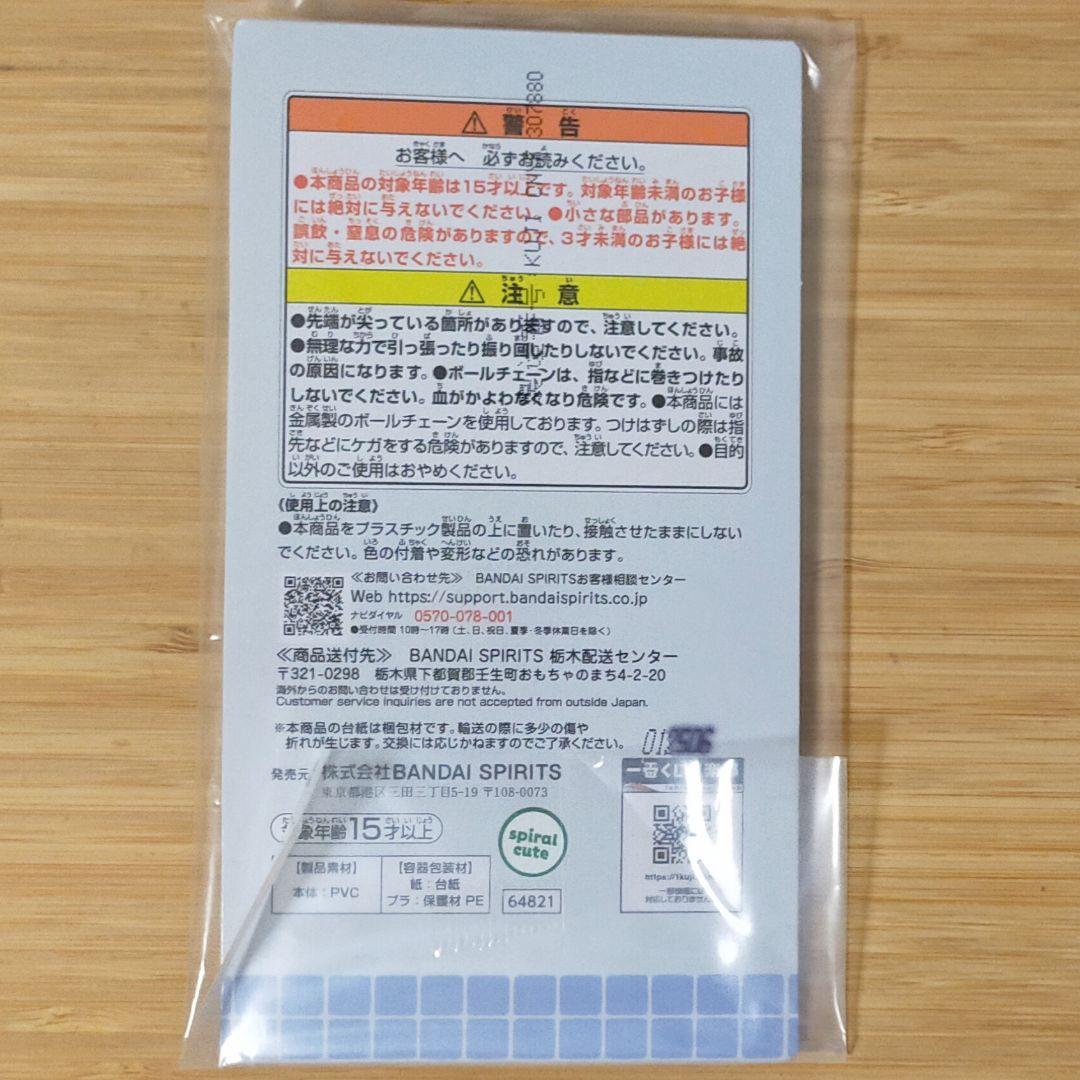 307880
警告
お客様へ 必ずお読みください。
●本商品の対象年齢は15才以上です。対象年齢未満のお子様
には絶対に与えないでください。●小さな部品があります。
誤飲・窒息の危険がありますので、3才未満のお子様には絶
対に与えないでください。
注意
●先端が尖っている箇所がありますので、注意してください。
●無理な力で引っ張ったり振り回したりしないでください。事故
の原因になります。●ボールチェーンは、指などに巻きつけたり
しないでください。血がかよわなくなり危険です。●本商品には
金属製のボールチェーンを使用しております。つけはずしの際は指
先などにケガをする危険がありますので、注意してください。●目的
以外のご使用はおやめください。
《使用上の注意》
●本商品をプラスチック製品の上に置いたり、接触させたままにしない
でください。色の付着や変形などの恐れがあります。
≪お問い合わせ先≫ BANDAI SPIRITSお客様相談センター
Web https://support.bandaispirits.co.jp
ナビダイヤル 0570-078-001
●受付時間 10時〜17時(土、日、祝日、夏季・冬季休業日を除く)
≪商品送付先≫ BANDAI SPIRITS 栃木配送センター
〒321-0298 栃木県下都賀郡壬生町おもちゃのまち4-2-20
海外からのお問い合わせは受け付けておりません。
Customer service inquiries are not accepted from outside Japan.
※本商品の台紙は梱包材です。輸送の際に多少の傷や
折れが生じます。交換には応じかねますのでご了承ください。
発売元 株式会社BANDAI SPIRITS
東京都港区三田三丁目5-19 〒108-0073
対象年齢15才以上
spiral
cute
【製品素材】
本体:PVC
【容器包装材】
紙:台紙
プラ:保護材 PE
64821